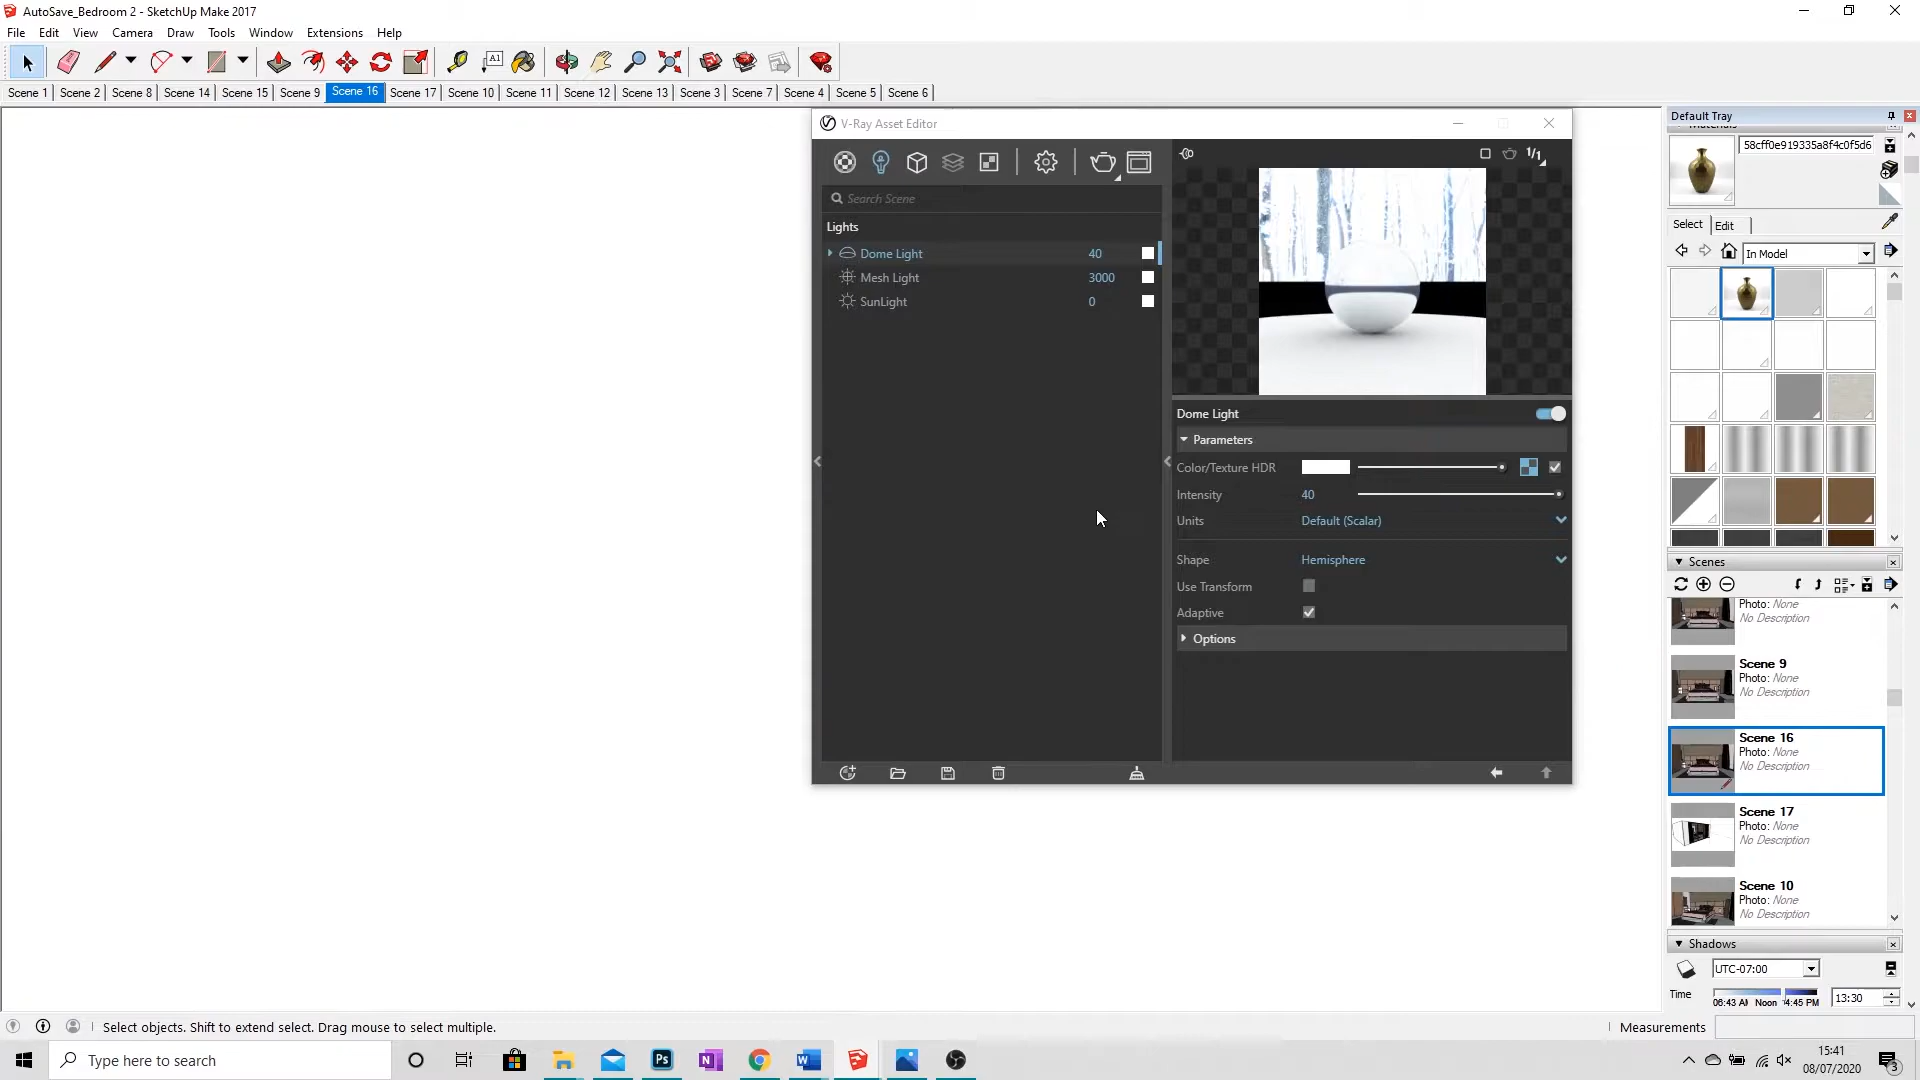 AutoSave_Bedroom 2 - SketchUp Make 2017
File Edit View Camera Draw Tools Window Extensions Help
Scene 1 Scene 2 Scene 8 Scene 14 Scene 15 Scene 9 Scene 16 Scene 17 Scene 10 Scene 11 Scene 12 Scene 13 Scene 3 Scene 7 Scene 4 Scene 5 Scene 6
V-Ray Asset Editor
1/1
Search Scene
Lights
Dome Light 40
Mesh Light 3000
SunLight 0
Dome Light
Parameters
Color/Texture HDR
Intensity 40
Units Default (Scalar)
Shape Hemisphere
Use Transform
Adaptive
Options
Default Tray
58cff0e919335a8f4c0f5d6
Select Edit
In Model
Scenes
Photo: None
No Description
Scene 9
Photo: None
No Description
Scene 16
Photo: None
No Description
Scene 17
Photo: None
No Description
Scene 10
Photo: None
No Description
Shadows
UTC-07:00
Time 06:43 AM Noon 4:45 PM 13:30
Select objects. Shift to extend select. Drag mouse to select multiple.
Measurements
Type here to search
15:41
08/07/2020
3